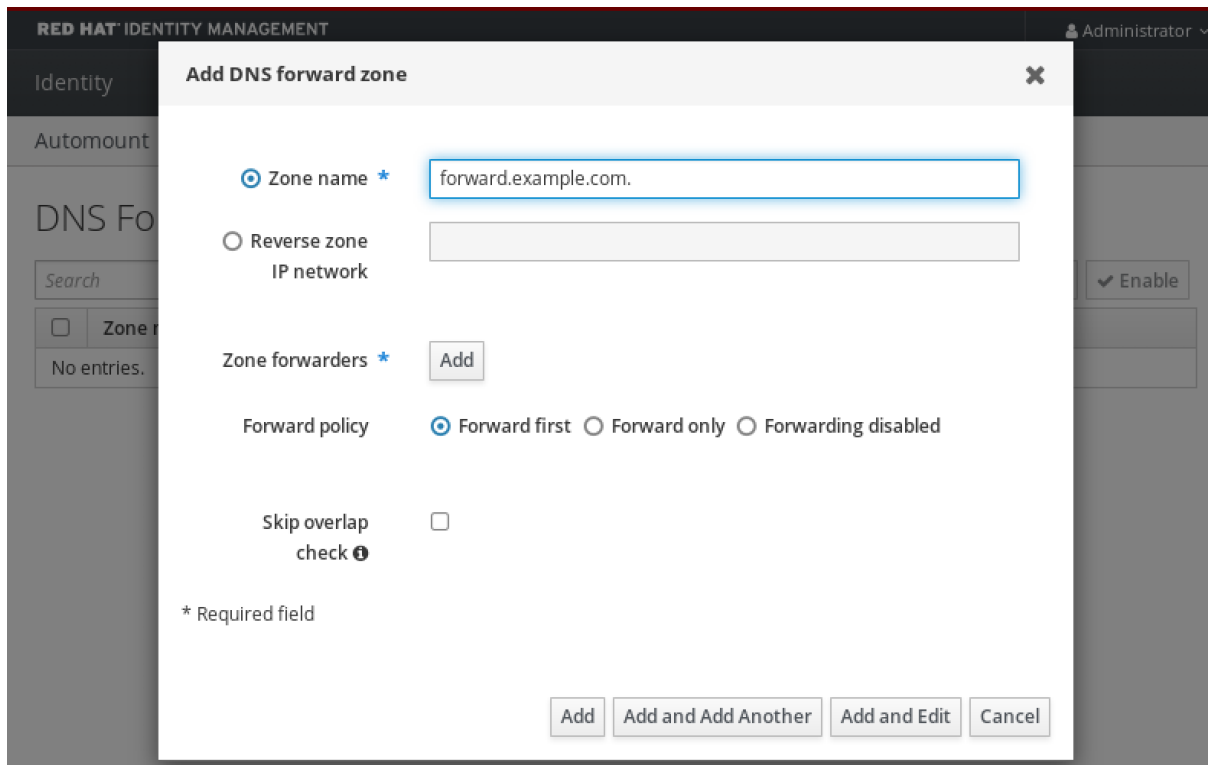 RED HAT® IDENTITY MANAGEMENT
Administrator
Identity
Add DNS forward zone
Automount
Zone name *
forward.example.com.
DNS Fo
Reverse zone
IP network
Search
Enable
Zone
No entries.
Zone forwarders *
Add
Forward policy
Forward first
Forward only
Forwarding disabled
Skip overlap
check
* Required field
Add
Add and Add Another
Add and Edit
Cancel